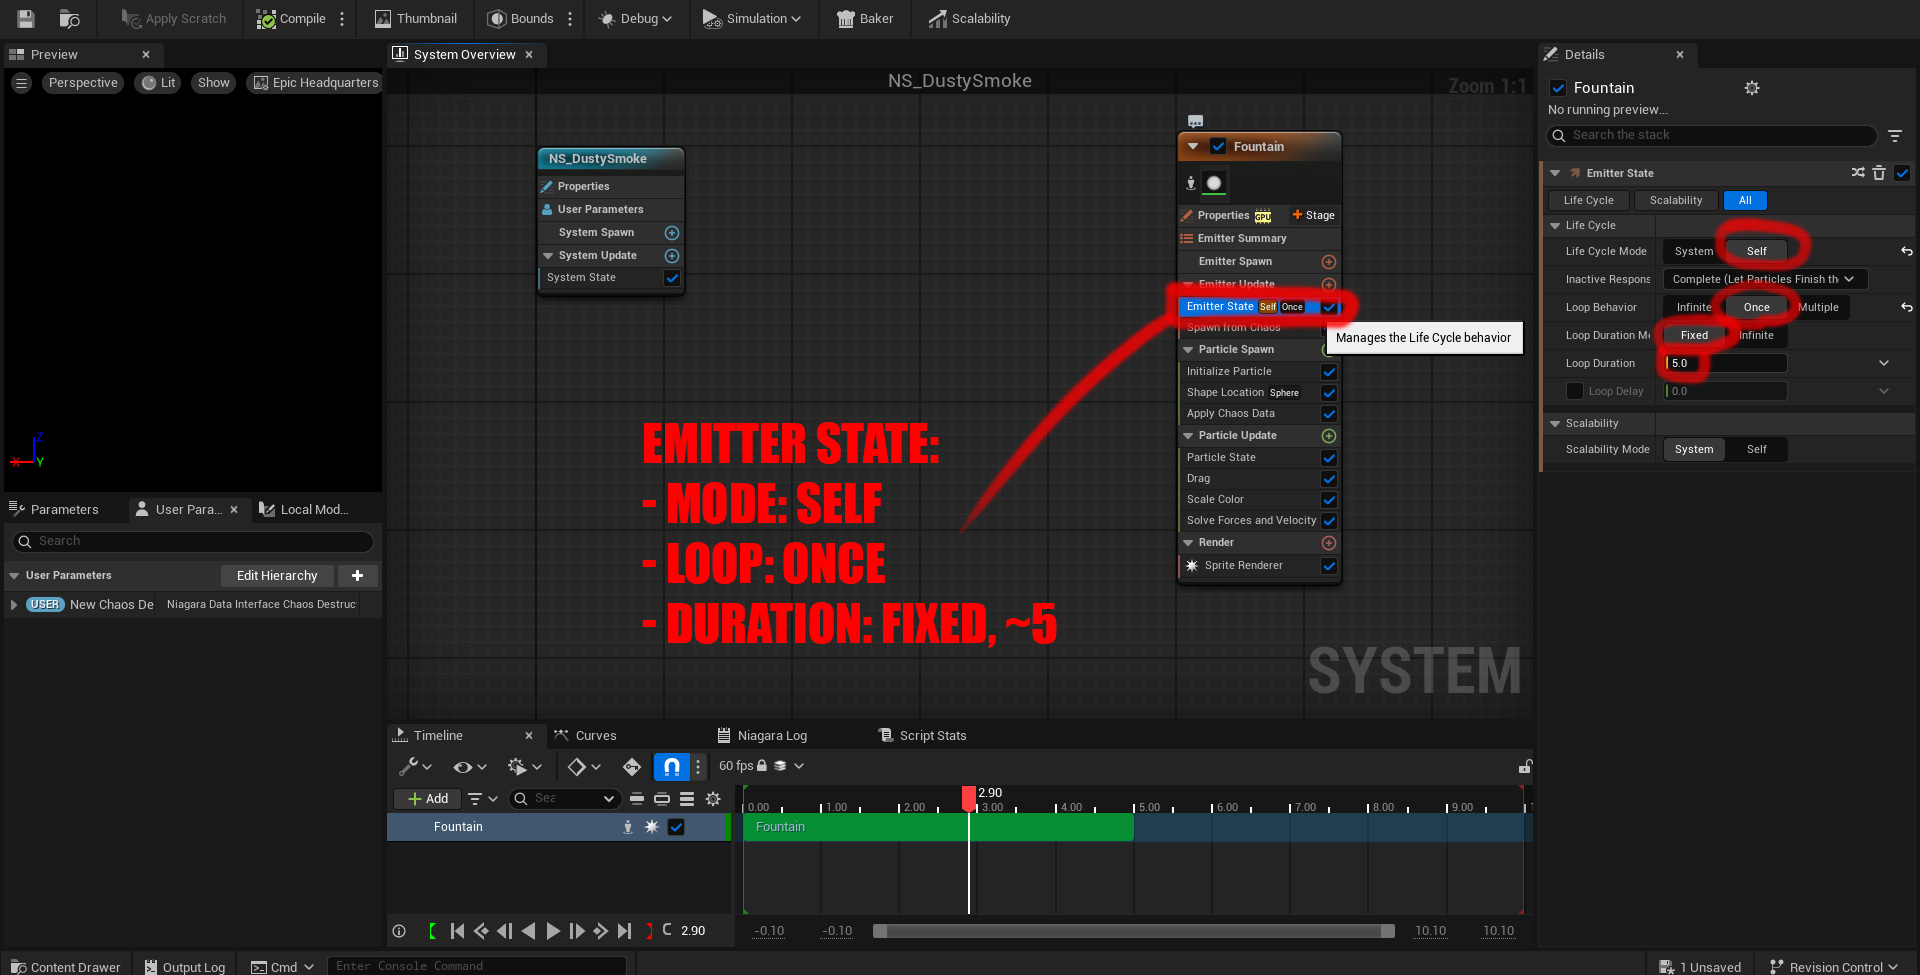 Apply Scratch
Compile
Thumbnail
Bounds
Debug
Simulation
Baker
Scalability
Preview
System Overview
Details
Perspective
Lit
Show
Epic Headquarters
NS_DustySmoke
Zoom 1:1
Fountain
No running preview...
Search the stack
Emitter State
Life Cycle
Scalability
All
Life Cycle
Life Cycle Mode
System
Self
Inactive Respons
Complete (Let Particles Finish th
Loop Behavior
Infinite
Once
Multiple
Loop Duration Mo
Fixed
Infinite
Loop Duration
5.0
Loop Delay
0.0
Scalability
Scalability Mode
System
Self
NS_DustySmoke
Properties
User Parameters
System Spawn
System Update
System State
Fountain
Properties
GPU
Stage
Emitter Summary
Emitter Spawn
Emitter Update
Emitter State
Self
Once
Spawn from Chaos
Manages the Life Cycle behavior
Particle Spawn
Initialize Particle
Shape Location
Sphere
Apply Chaos Data
Particle Update
Particle State
Drag
Scale Color
Solve Forces and Velocity
Render
Sprite Renderer
EMITTER STATE:
- MODE: SELF
- LOOP: ONCE
- DURATION: FIXED, ~5
SYSTEM
Z
X
Y
Parameters
User Para...
Local Mod...
Search
User Parameters
Edit Hierarchy
USER
New Chaos De
Niagara Data Interface Chaos Destruc
Timeline
Curves
Niagara Log
Script Stats
60 fps
Add
Sea
2.90
0.00
1.00
2.00
3.00
4.00
5.00
6.00
7.00
8.00
9.00
1
Fountain
Fountain
2.90
-0.10
-0.10
10.10
10.10
Content Drawer
Output Log
Cmd
Enter Console Command
1 Unsaved
Revision Control